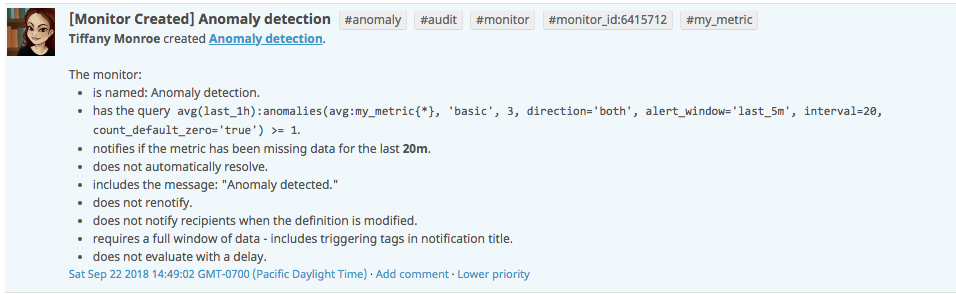 [Monitor Created] Anomaly detection #anomaly #audit #monitor #monitor_id:6415712 #my_metric
Tiffany Monroe created Anomaly detection.
The monitor:
• is named: Anomaly detection.
• has the query avg(last_1h):anomalies(avg:my_metric{*}, 'basic', 3, direction='both', alert_window='last_5m', interval=20,
count_default_zero='true') >= 1.
• notifies if the metric has been missing data for the last 20m.
• does not automatically resolve.
• includes the message: "Anomaly detected."
• does not renotify.
• does not notify recipients when the definition is modified.
• requires a full window of data - includes triggering tags in notification title.
• does not evaluate with a delay.
Sat Sep 22 2018 14:49:02 GMT-0700 (Pacific Daylight Time) · Add comment · Lower priority